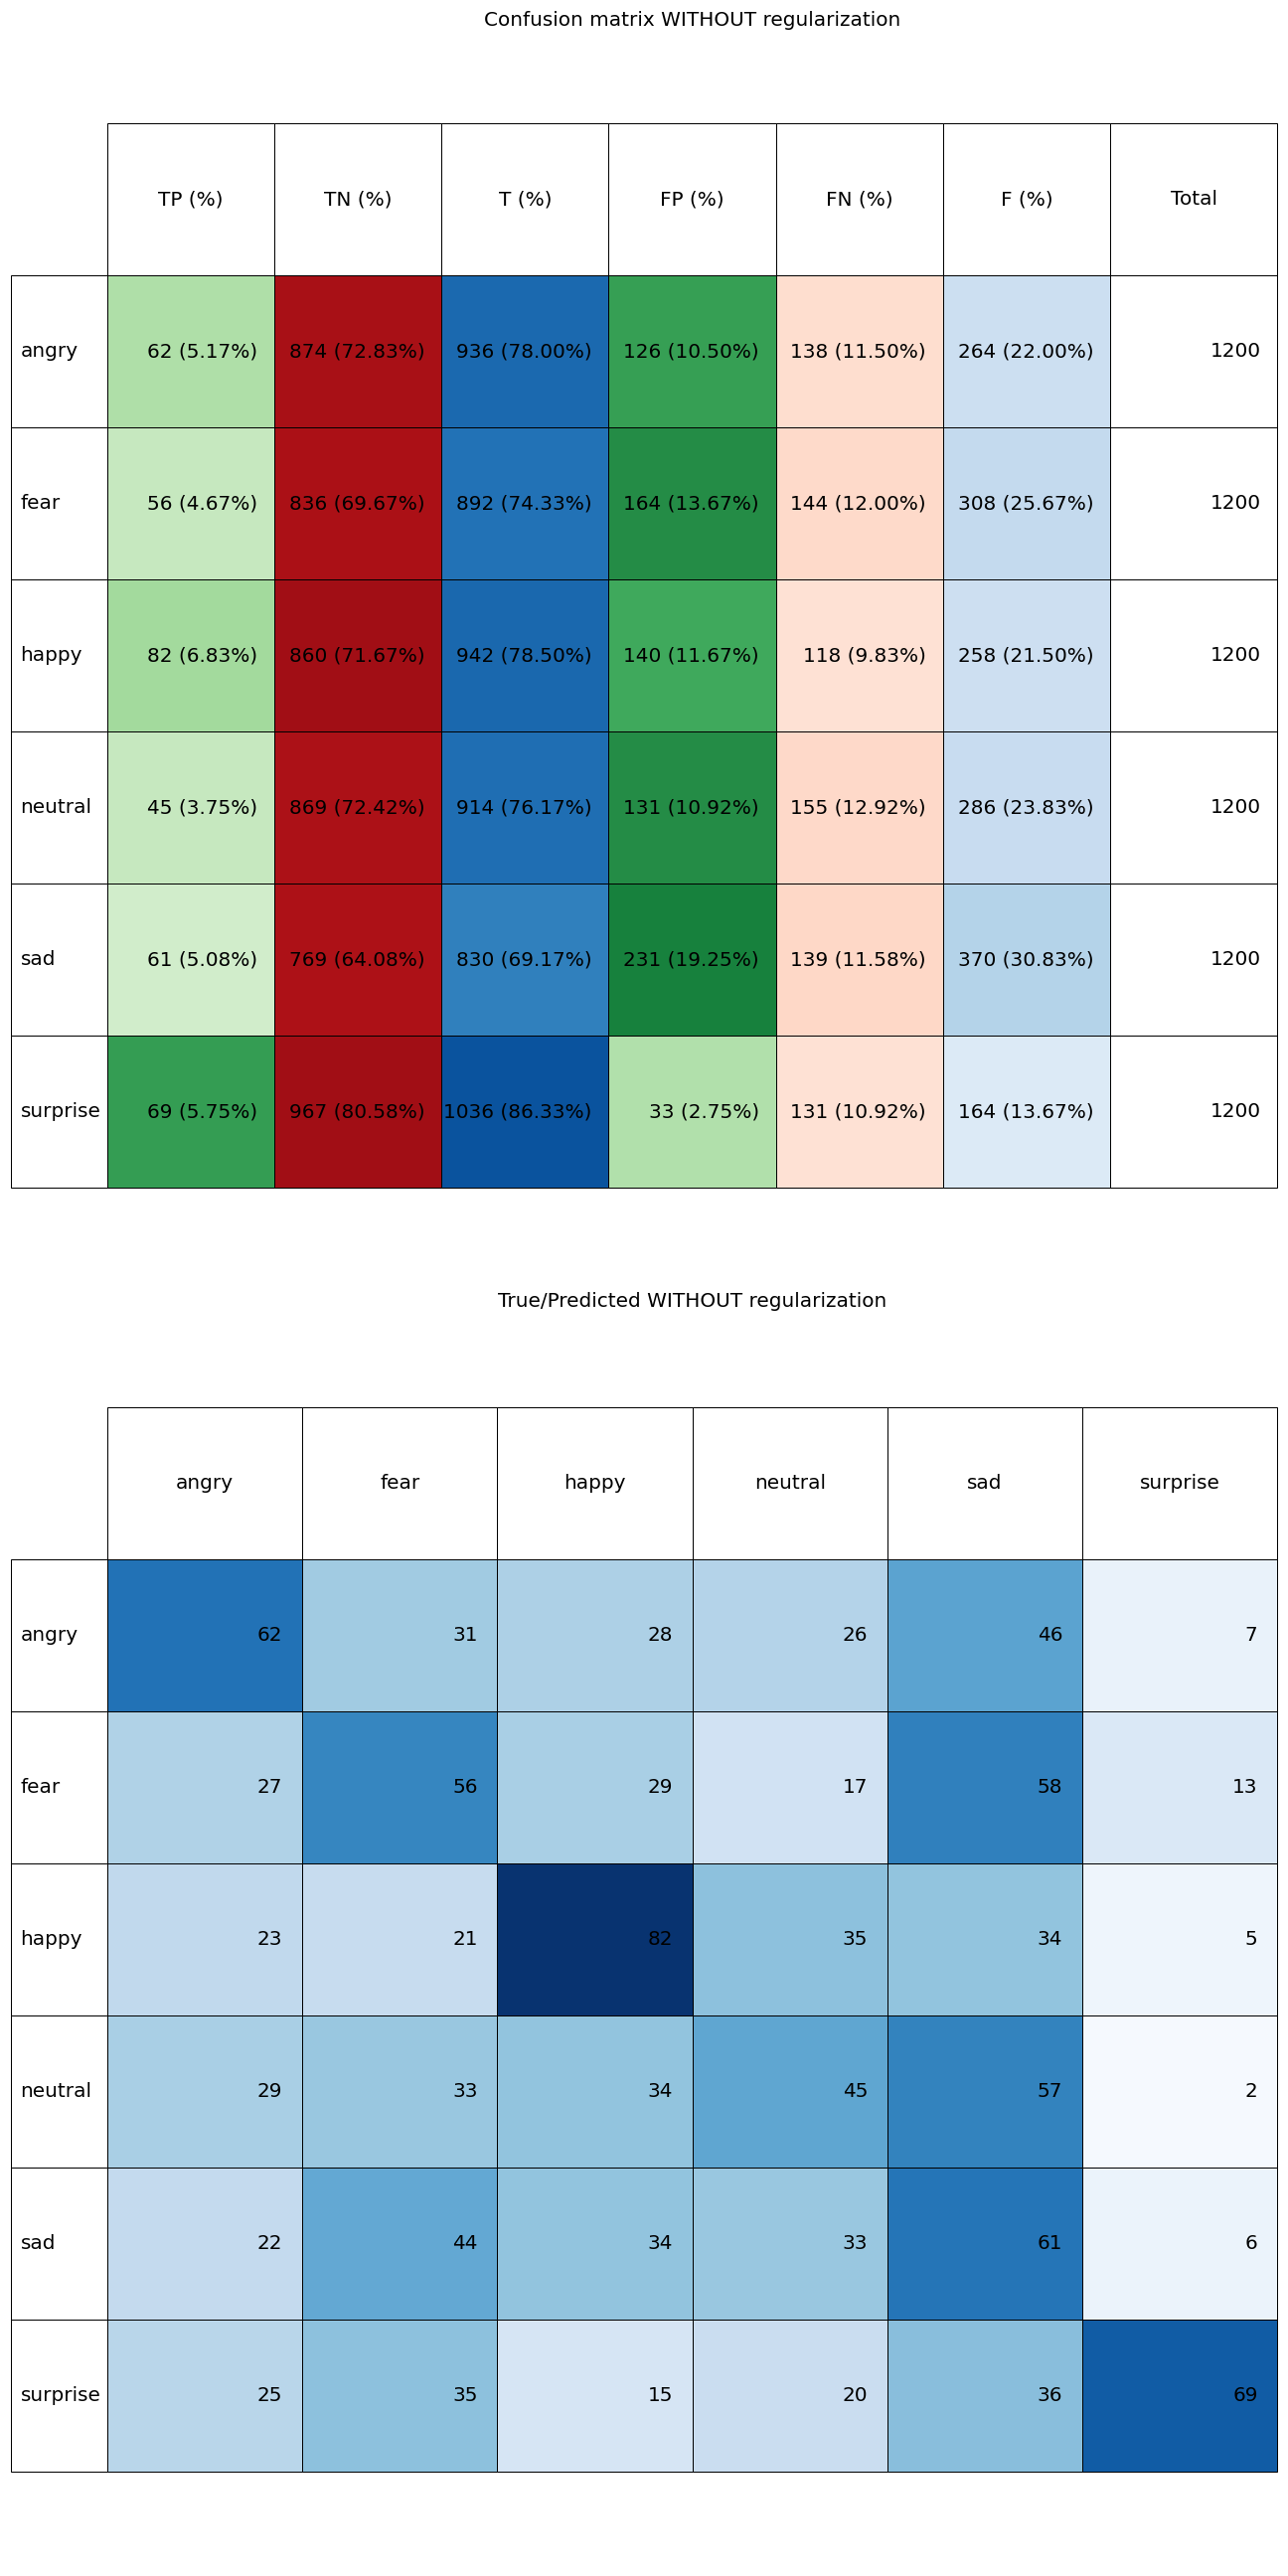 Confusion matrix WITHOUT regularization
TP (%) TN (%) T (%) FP (%) FN (%) F (%) Total
angry 62 (5.17%) 874 (72.83%) 936 (78.00%) 126 (10.50%) 138 (11.50%) 264 (22.00%) 1200
fear 56 (4.67%) 836 (69.67%) 892 (74.33%) 164 (13.67%) 144 (12.00%) 308 (25.67%) 1200
happy 82 (6.83%) 860 (71.67%) 942 (78.50%) 140 (11.67%) 118 (9.83%) 258 (21.50%) 1200
neutral 45 (3.75%) 869 (72.42%) 914 (76.17%) 131 (10.92%) 155 (12.92%) 286 (23.83%) 1200
sad 61 (5.08%) 769 (64.08%) 830 (69.17%) 231 (19.25%) 139 (11.58%) 370 (30.83%) 1200
surprise 69 (5.75%) 967 (80.58%) 1036 (86.33%) 33 (2.75%) 131 (10.92%) 164 (13.67%) 1200
True/Predicted WITHOUT regularization
angry fear happy neutral sad surprise
angry 62 31 28 26 46 7
fear 27 56 29 17 58 13
happy 23 21 82 35 34 5
neutral 29 33 34 45 57 2
sad 22 44 34 33 61 6
surprise 25 35 15 20 36 69